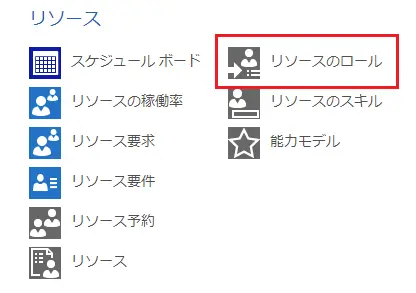 リソース
スケジュール ボード
リソースの稼働率
リソース要求
リソース要件
リソース予約
リソース
リソースのロール
リソースのスキル
能力モデル